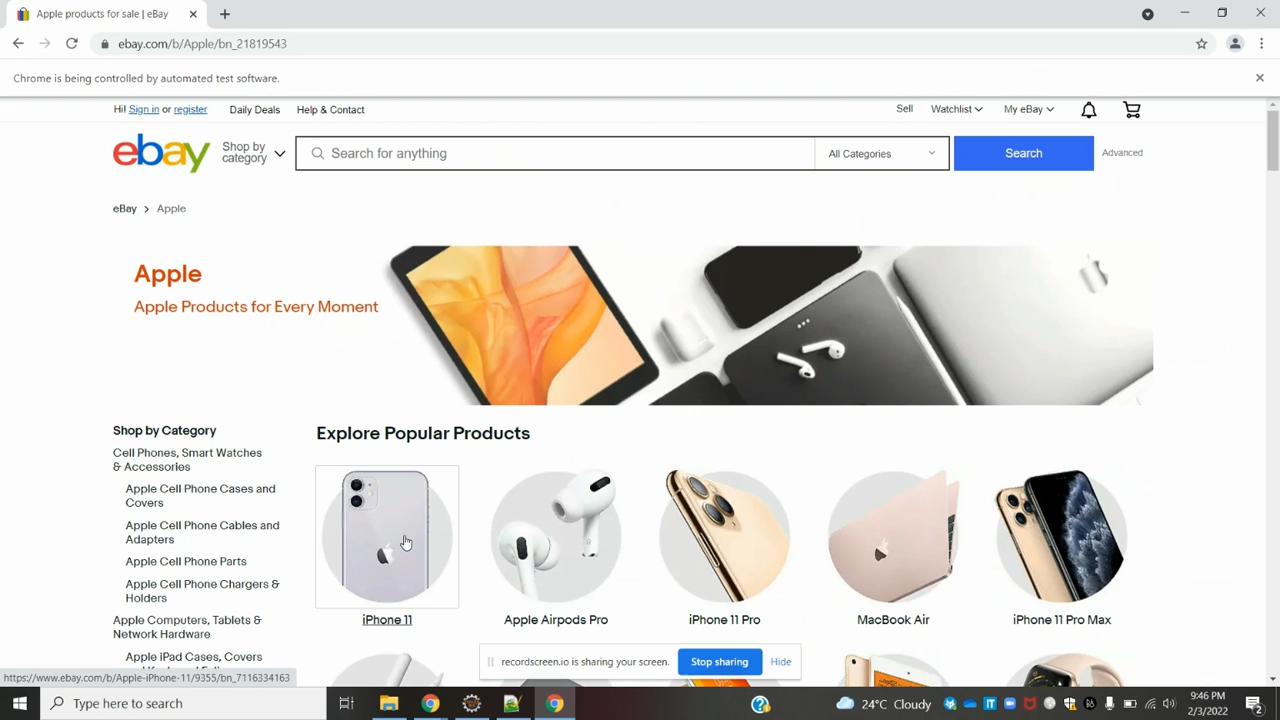 Apple products for sale | eBay
ebay.com/b/Apple/bn_21819543
Chrome is being controlled by automated test software.
Hi! Sign in or register
Daily Deals
Help & Contact
Sell
Watchlist
My eBay
ebay
Shop by
category
Search for anything
All Categories
Search
Advanced
eBay
Apple
Apple
Apple Products for Every Moment
Shop by Category
Cell Phones, Smart Watches
& Accessories
Apple Cell Phone Cases and
Covers
Apple Cell Phone Cables and
Adapters
Apple Cell Phone Parts
Apple Cell Phone Chargers &
Holders
Apple Computers, Tablets &
Network Hardware
Apple iPad Cases, Covers
Explore Popular Products
iPhone 11
Apple Airpods Pro
iPhone 11 Pro
MacBook Air
iPhone 11 Pro Max
recordscreen.io is sharing your screen.
Stop sharing
Hide
https://www.ebay.com/b/Apple-iPhone-11/9355/bn_7116334163
Type here to search
24°C Cloudy
9:46 PM
2/3/2022
2